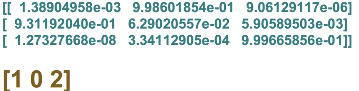 [[ 1.38904958e-03 9.98601854e-01 9.06129117e-06]
[ 9.31192040e-01 6.29020557e-02 5.90589503e-03]
[ 1.27327668e-08 3.34112905e-04 9.99665856e-01]]
[1 0 2]